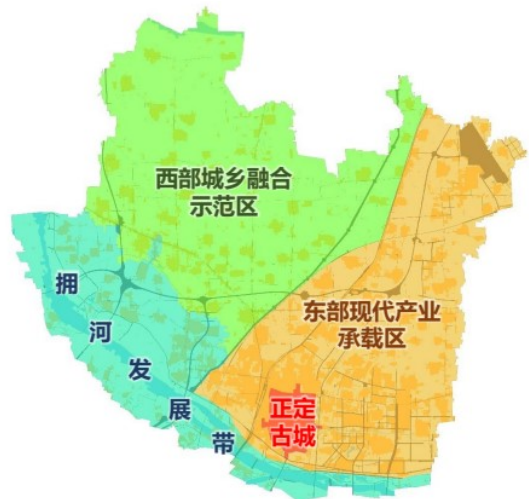 西部城乡融合
示范区
东部现代产业
承载区
拥河发展带
正定
古城